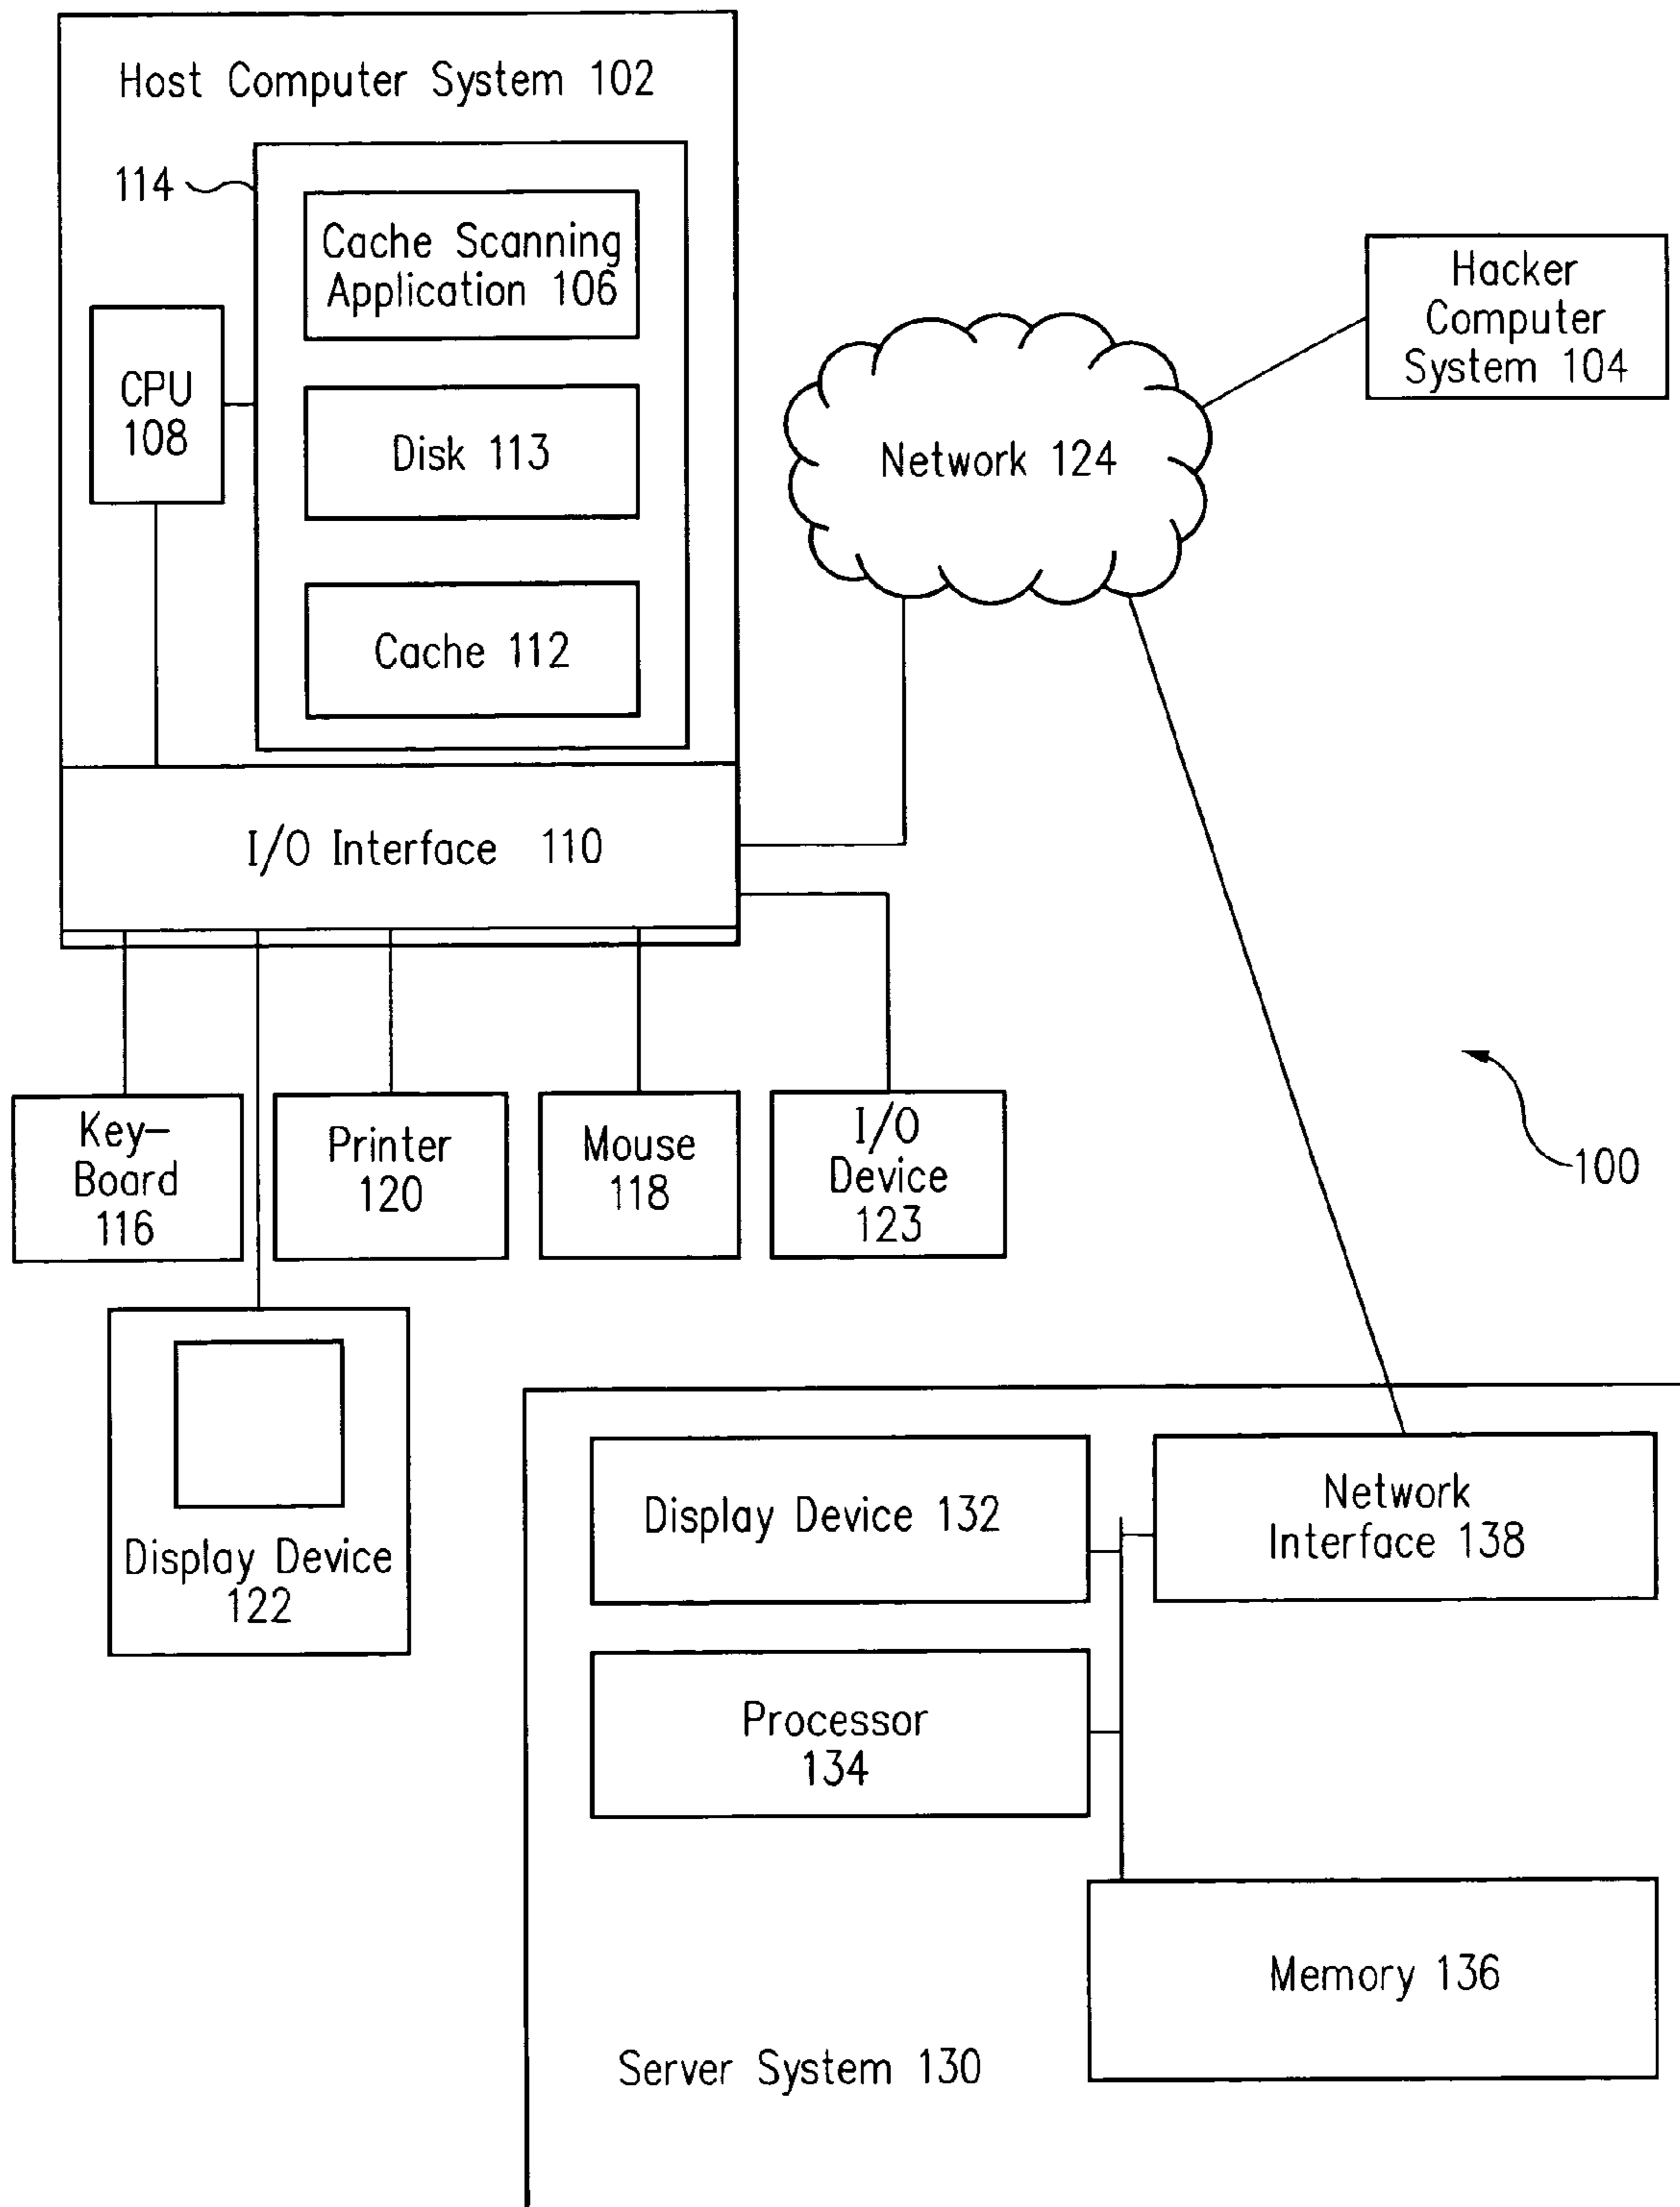 Host Computer System 102
114
Cache Scanning
Application 106
CPU
108
Disk 113
Cache 112
I/O Interface 110
Network 124
Hacker
Computer
System 104
Key-
Board
116
Printer
120
Mouse
118
I/O
Device
123
100
Display Device
122
Display Device 132
Network
Interface 138
Processor
134
Memory 136
Server System 130